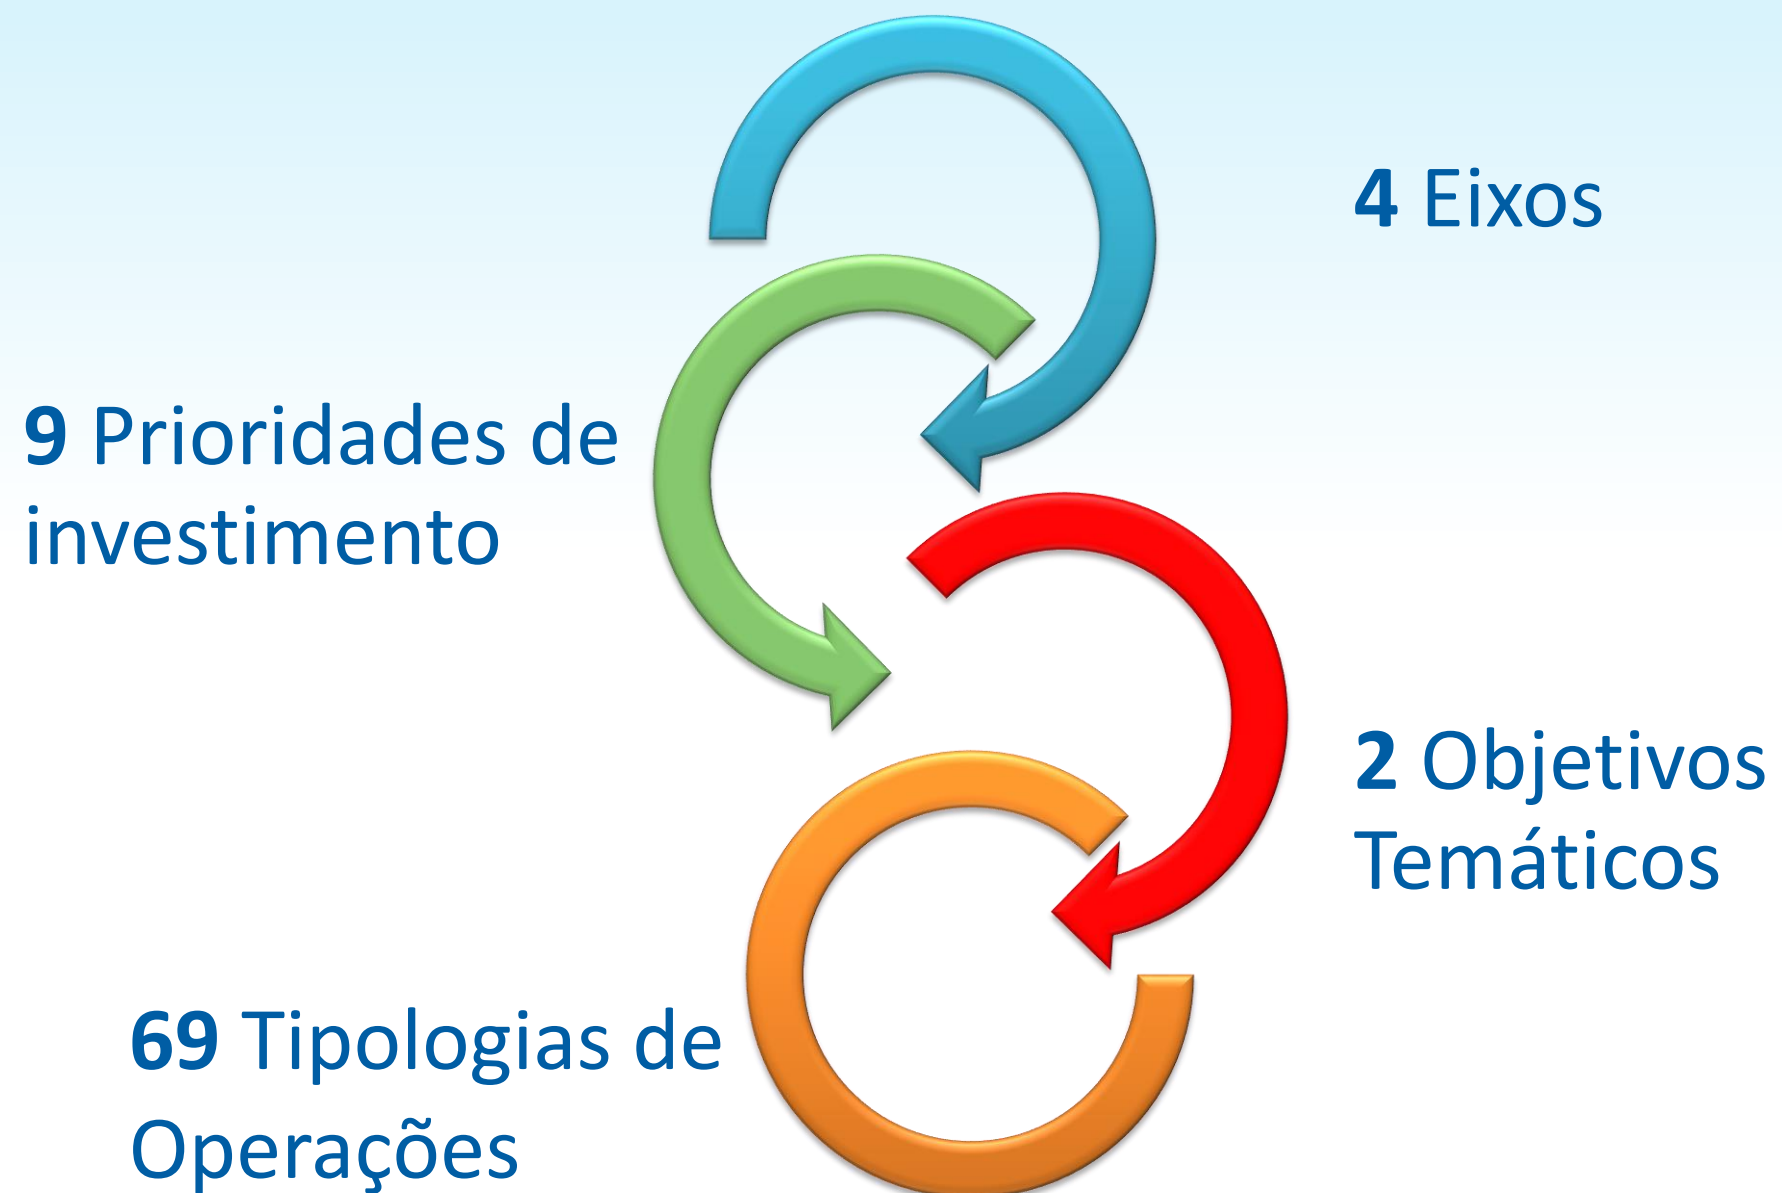 4 Eixos
9 Prioridades de
investimento
2 Objetivos
Temáticos
69 Tipologias de
Operações